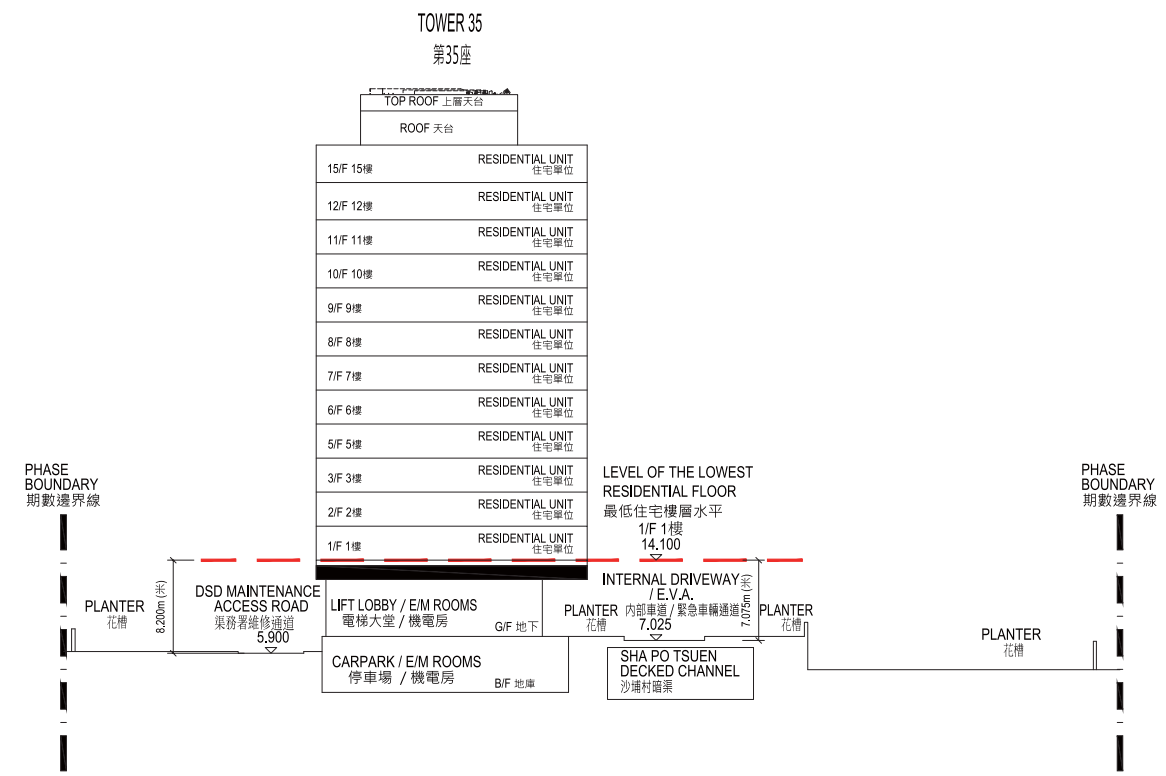 TOWER 35
第35座
TOP ROOF 上層天台
ROOF 天台
15/F 15樓
RESIDENTIAL UNIT
住宅單位
12/F 12樓
RESIDENTIAL UNIT
住宅單位
11/F 11樓
RESIDENTIAL UNIT
住宅單位
10/F 10樓
RESIDENTIAL UNIT
住宅單位
9/F 9樓
RESIDENTIAL UNIT
住宅單位
8/F 8樓
RESIDENTIAL UNIT
住宅單位
7/F 7樓
RESIDENTIAL UNIT
住宅單位
6/F 6樓
RESIDENTIAL UNIT
住宅單位
5/F 5樓
RESIDENTIAL UNIT
住宅單位
3/F 3樓
RESIDENTIAL UNIT
住宅單位
2/F 2樓
RESIDENTIAL UNIT
住宅單位
1/F 1樓
RESIDENTIAL UNIT
住宅單位
PHASE
BOUNDARY
期數邊界線
LEVEL OF THE LOWEST
RESIDENTIAL FLOOR
最低住宅樓層水平
1/F 1樓
14.100
PHASE
BOUNDARY
期數邊界線
PLANTER
花槽
8.200m (米)
DSD MAINTENANCE
ACCESS ROAD
渠務署維修通道
5.900
LIFT LOBBY / E/M ROOMS
電梯大堂 / 機電房
G/F 地下
CARPARK / E/M ROOMS
停車場 / 機電房
B/F 地庫
INTERNAL DRIVEWAY
/ E.V.A.
內部車道 / 緊急車輛通道
7.025
PLANTER
花槽
7.075m (米)
PLANTER
花槽
SHA PO TSUEN
DECKED CHANNEL
沙埔村暗渠
PLANTER
花槽